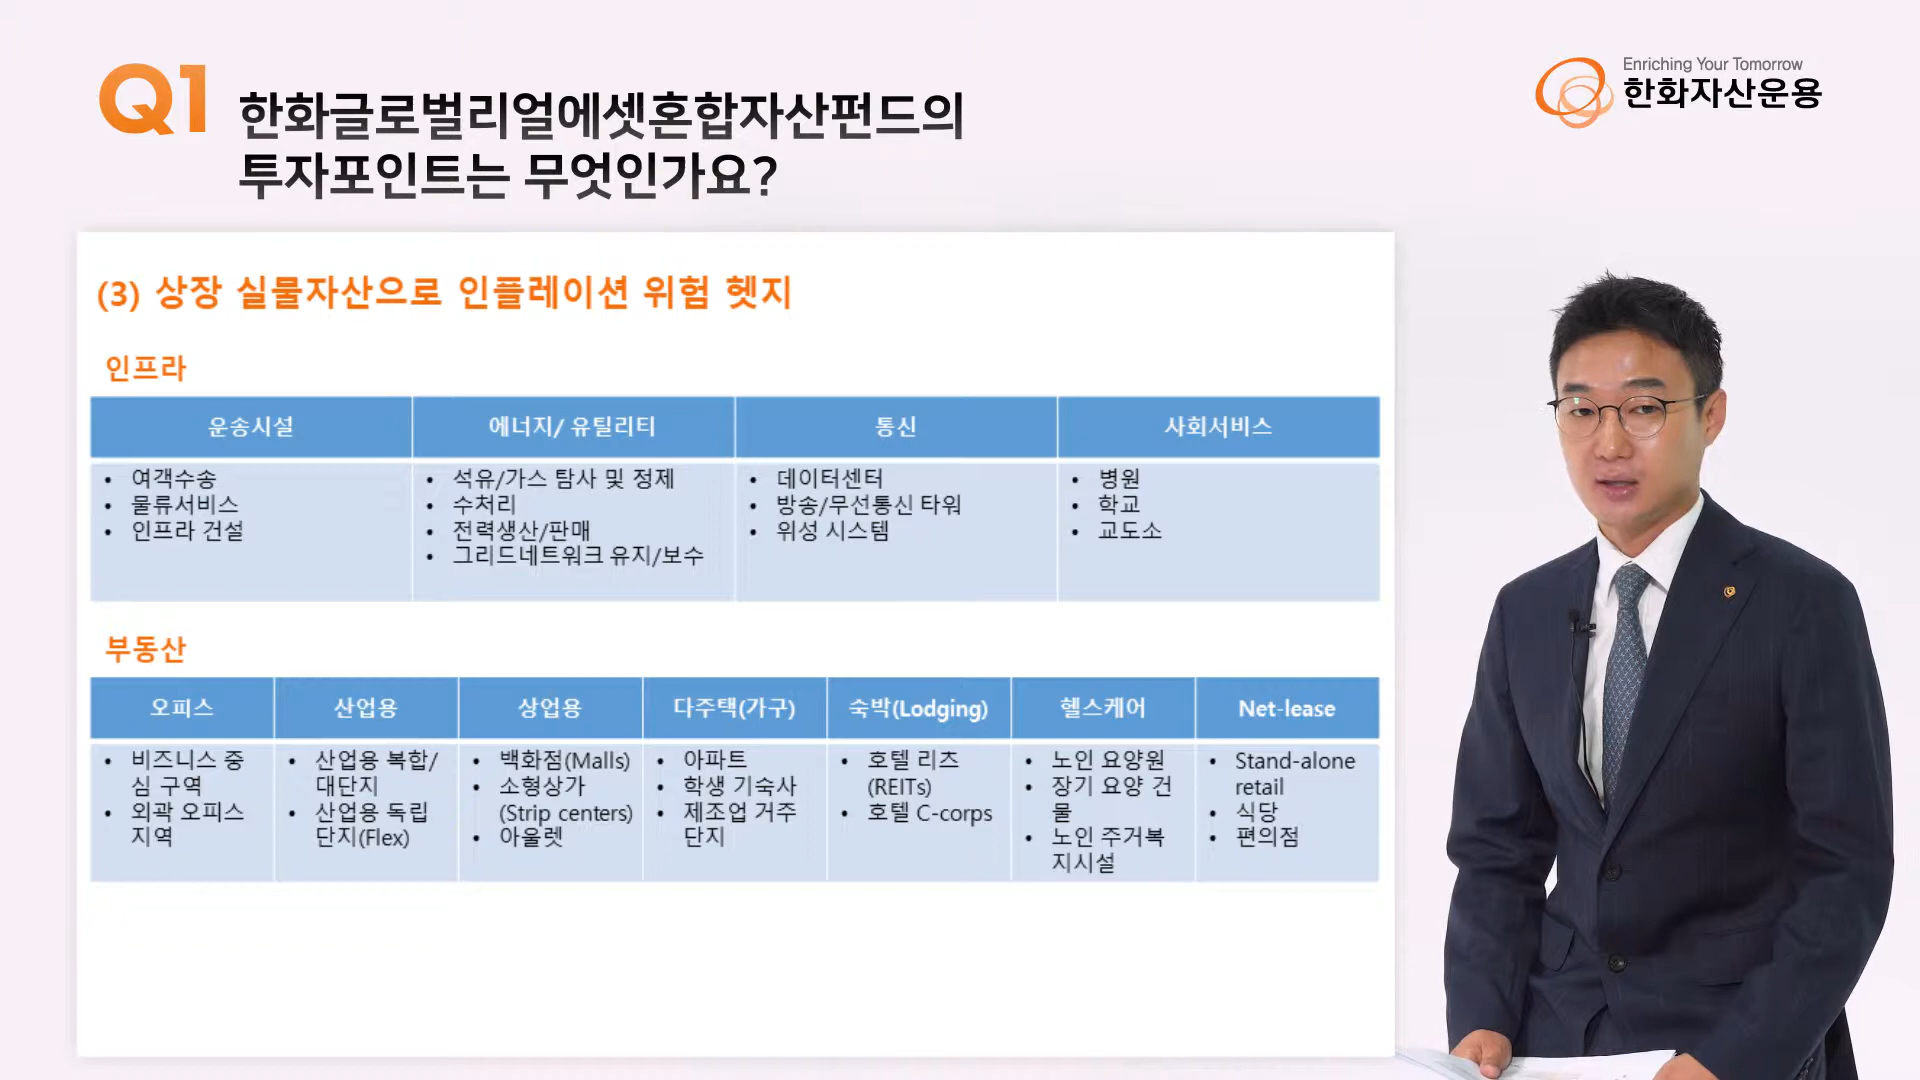 Q1 한화글로벌리얼에셋혼합자산펀드의
투자포인트는 무엇인가요?
Enriching Your Tomorrow
한화자산운용
(3) 상장 실물자산으로 인플레이션 위험 헷지
인프라
운송시설
• 여객수송
• 물류서비스
• 인프라 건설
에너지/ 유틸리티
• 석유/가스 탐사 및 정제
• 수처리
• 전력생산/판매
• 그리드네트워크 유지/보수
통신
• 데이터센터
• 방송/무선통신 타워
• 위성 시스템
사회서비스
• 병원
• 학교
• 교도소
부동산
오피스
• 비즈니스 중
심 구역
• 외곽 오피스
지역
산업용
• 산업용 복합/
대단지
• 산업용 독립
단지(Flex)
상업용
• 백화점(Malls)
• 소형상가
(Strip centers)
• 아울렛
다주택(가구)
• 아파트
• 학생 기숙사
• 제조업 거주
단지
숙박(Lodging)
• 호텔 리츠
(REITs)
• 호텔 C-corps
헬스케어
• 노인 요양원
• 장기 요양 건
물
• 노인 주거복
지시설
Net-lease
• Stand-alone
retail
• 식당
• 편의점